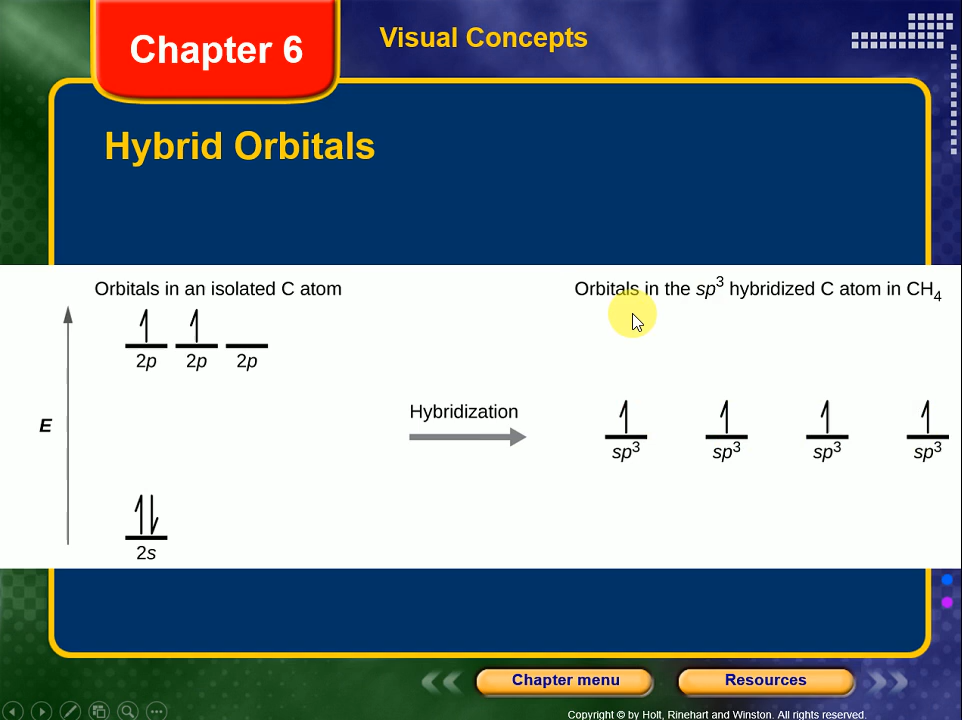 Chapter 6
Visual Concepts
Hybrid Orbitals
Orbitals in an isolated C atom
Orbitals in the sp³ hybridized C atom in CH₄
2p 2p 2p
E
Hybridization
sp³ sp³ sp³ sp³
2s
Chapter menu
Resources
Copyright © by Holt, Rinehart and Winston. All rights reserved.